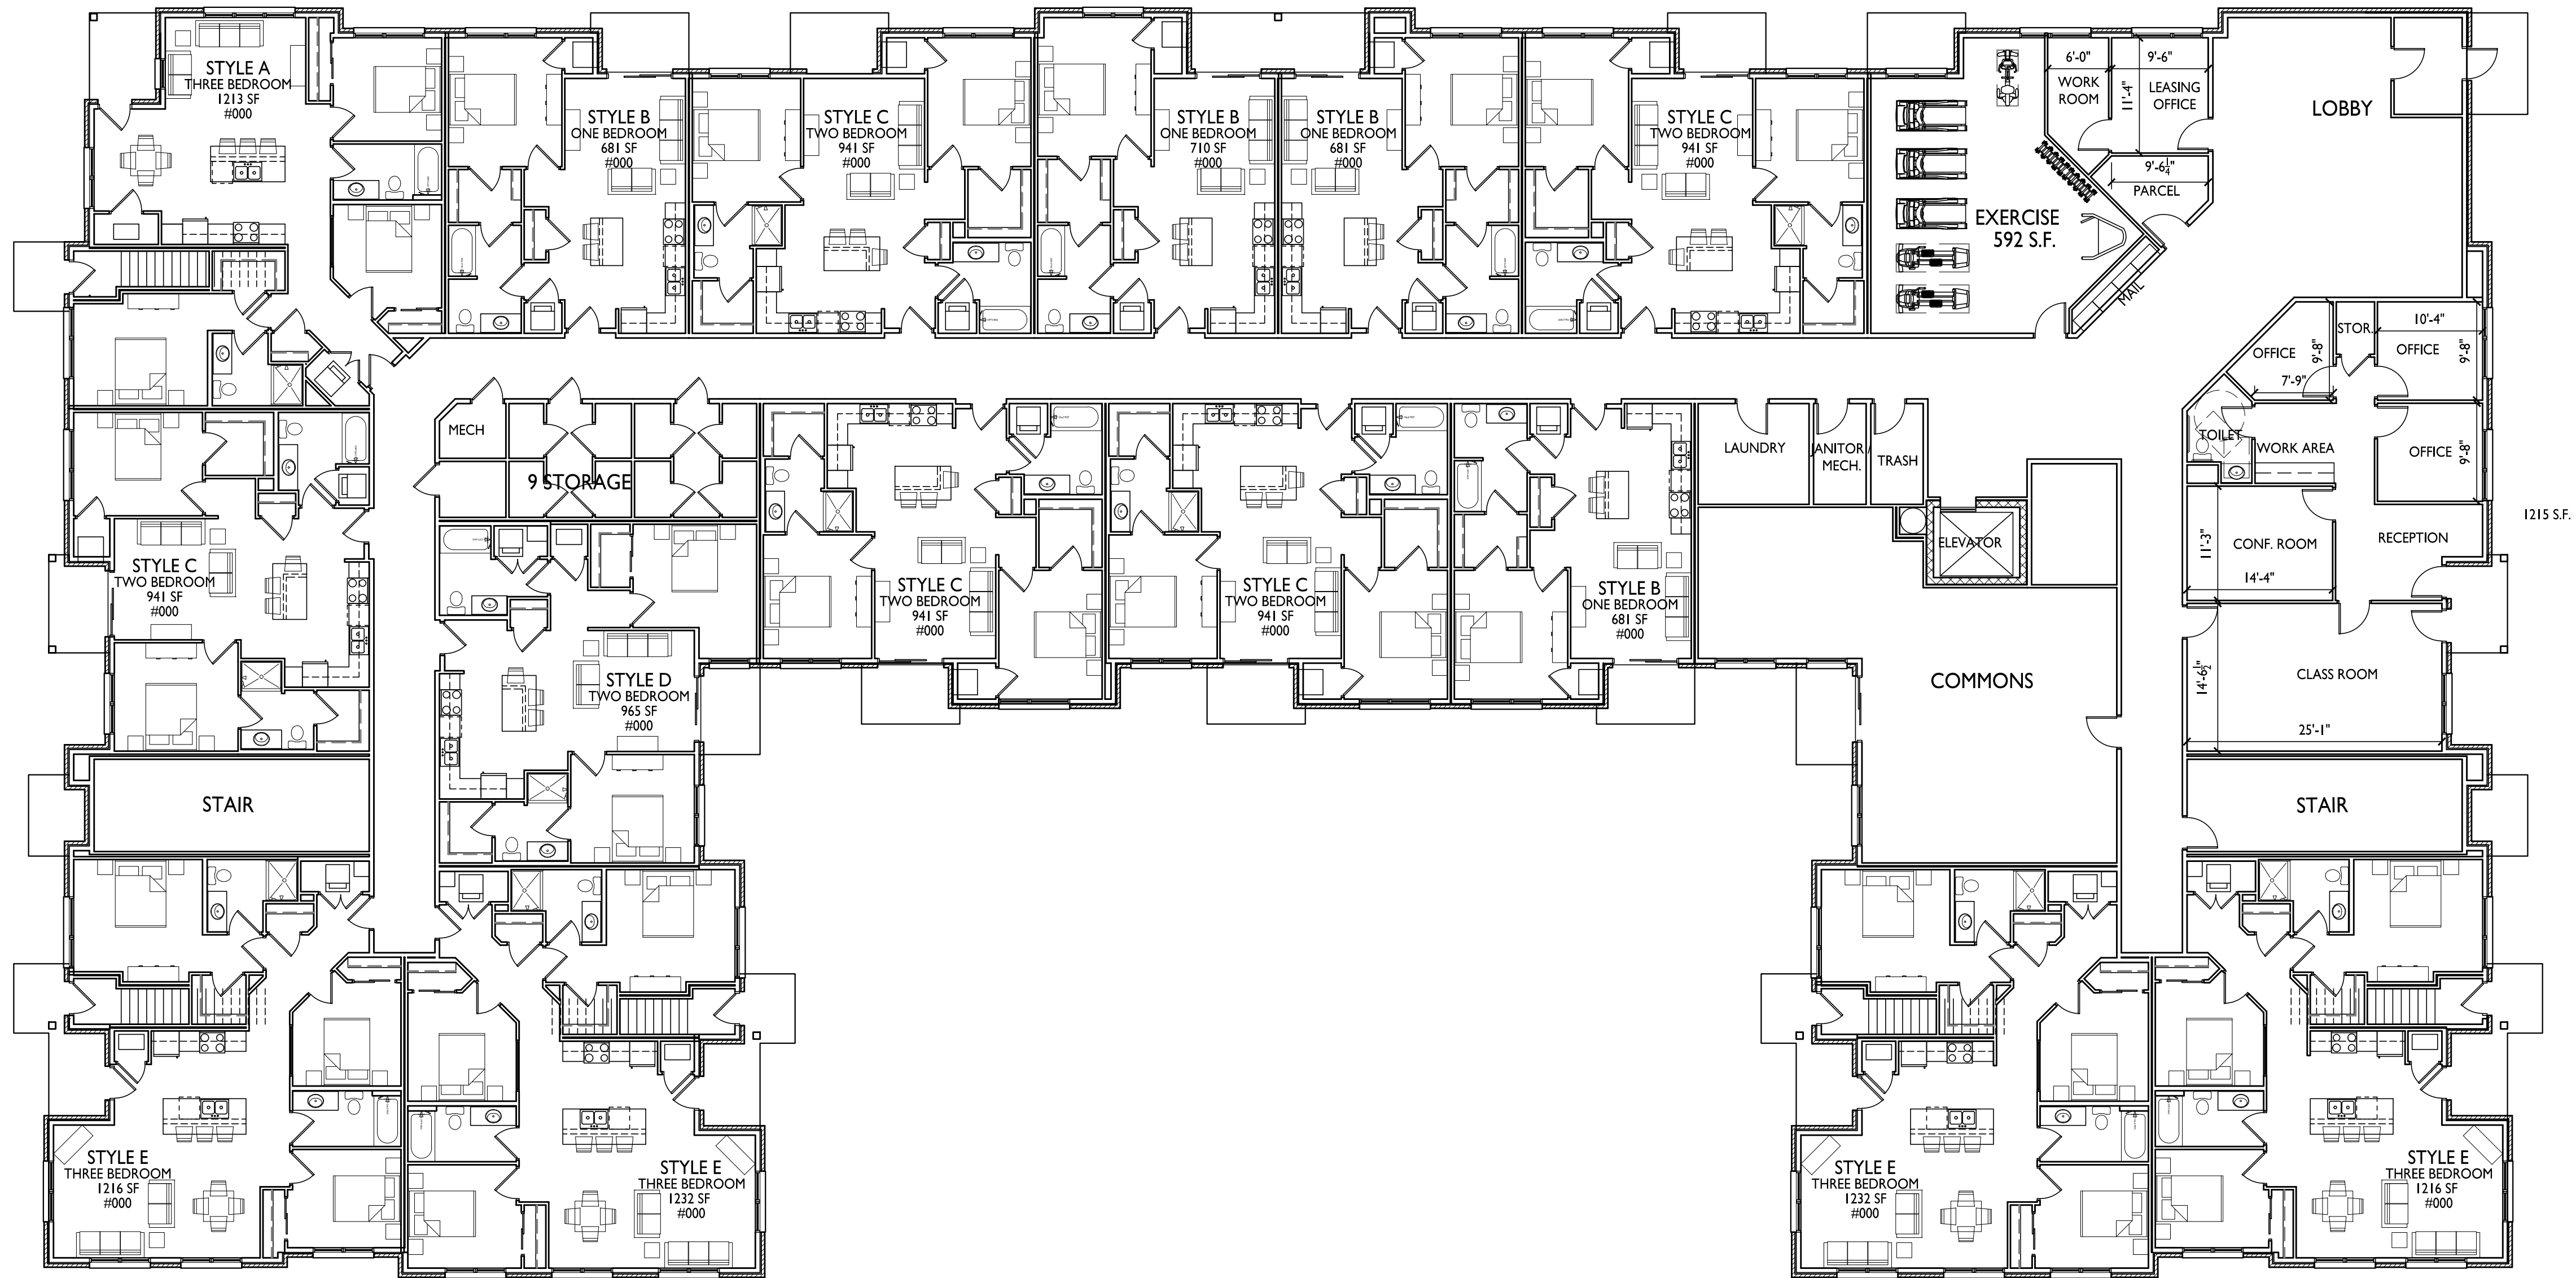 STYLE A
THREE BEDROOM
1213 SF
#000
STYLE B
ONE BEDROOM
681 SF
#000
STYLE C
TWO BEDROOM
941 SF
#000
STYLE B
ONE BEDROOM
710 SF
#000
STYLE B
ONE BEDROOM
681 SF
#000
STYLE C
TWO BEDROOM
941 SF
#000
6'-0"
WORK
ROOM
11'-4"
9'-6"
LEASING
OFFICE
9'-6 1/4"
PARCEL
EXERCISE
592 S.F.
MAIL
LOBBY
OFFICE
9'-8"
7'-9"
STOR.
10'-4"
OFFICE
9'-8"
TOILET
WORK AREA
OFFICE
9'-8"
MECH
9 STORAGE
LAUNDRY
JANITOR/
MECH.
TRASH
ELEVATOR
11'-3"
CONF. ROOM
14'-4"
RECEPTION
1215 S.F.
STYLE C
TWO BEDROOM
941 SF
#000
STYLE C
TWO BEDROOM
941 SF
#000
STYLE C
TWO BEDROOM
941 SF
#000
STYLE B
ONE BEDROOM
681 SF
#000
STYLE D
TWO BEDROOM
965 SF
#000
COMMONS
14'-6 1/2"
CLASS ROOM
25'-1"
STAIR
STAIR
STYLE E
THREE BEDROOM
1216 SF
#000
STYLE E
THREE BEDROOM
1232 SF
#000
STYLE E
THREE BEDROOM
1232 SF
#000
STYLE E
THREE BEDROOM
1216 SF
#000